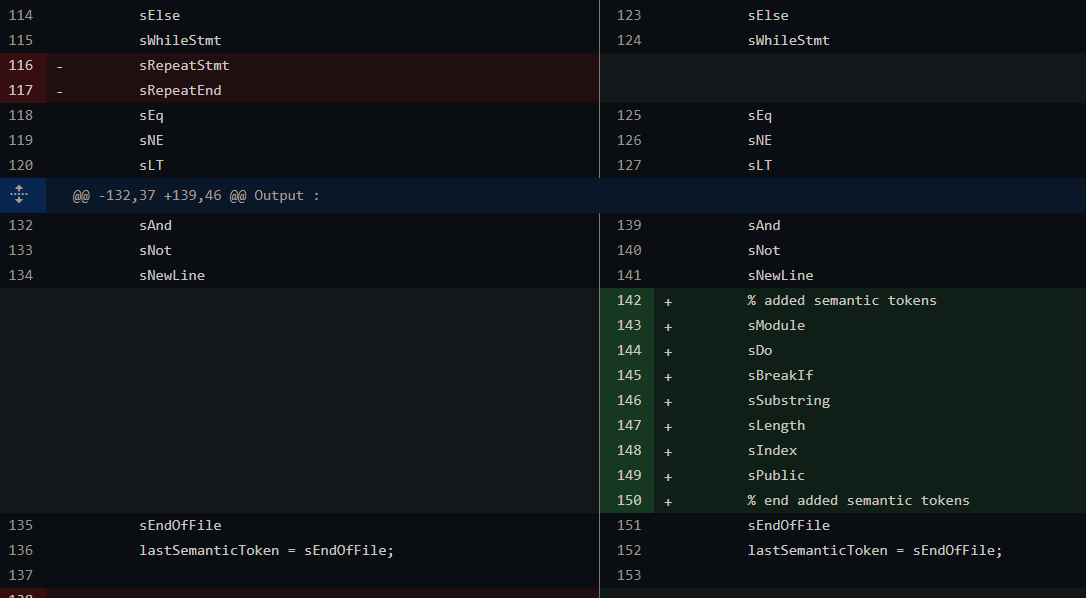 114 sElse 123 sElse
115 sWhileStmt 124 sWhileStmt
116 - sRepeatStmt
117 - sRepeatEnd
118 sEq 125 sEq
119 sNE 126 sNE
120 sLT 127 sLT
@@ -132,37 +139,46 @@ Output :
132 sAnd 139 sAnd
133 sNot 140 sNot
134 sNewLine 141 sNewLine
142 + % added semantic tokens
143 + sModule
144 + sDo
145 + sBreakIf
146 + sSubstring
147 + sLength
148 + sIndex
149 + sPublic
150 + % end added semantic tokens
135 sEndOfFile 151 sEndOfFile
136 lastSemanticToken = sEndOfFile; 152 lastSemanticToken = sEndOfFile;
137 153